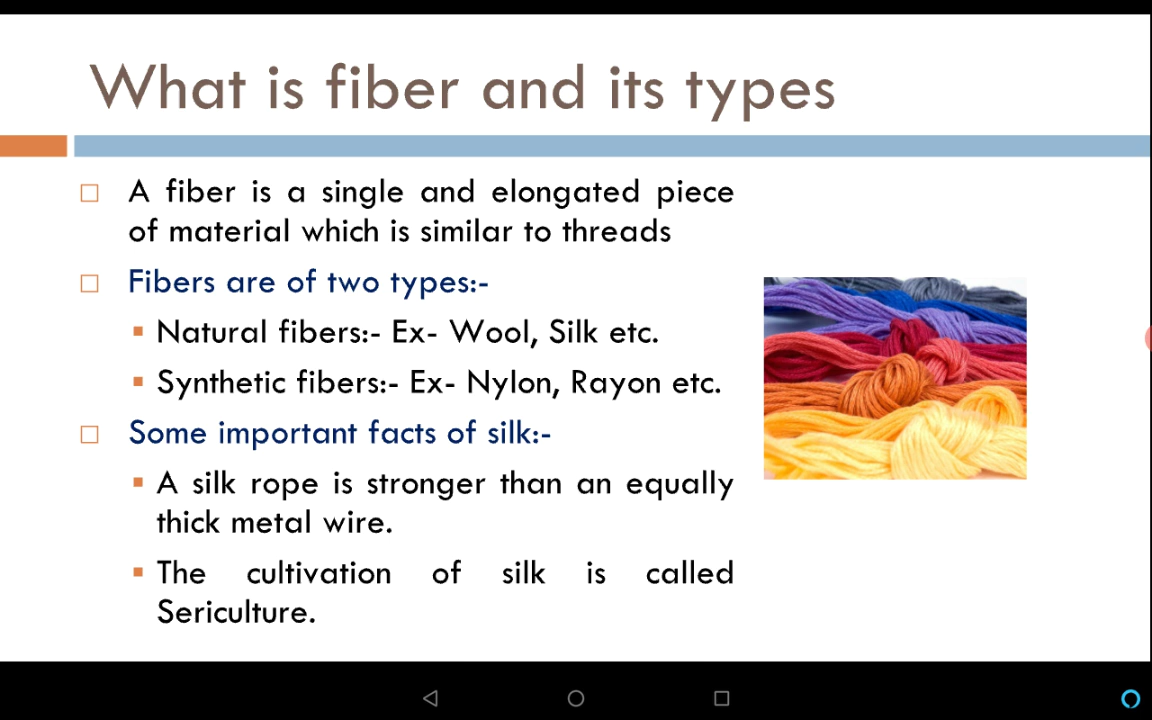 What is fiber and its types
A fiber is a single and elongated piece
of material which is similar to threads
Fibers are of two types:-
Natural fibers:- Ex- Wool, Silk etc.
Synthetic fibers:- Ex- Nylon, Rayon etc.
Some important facts of silk:-
A silk rope is stronger than an equally
thick metal wire.
The cultivation of silk is called
Sericulture.